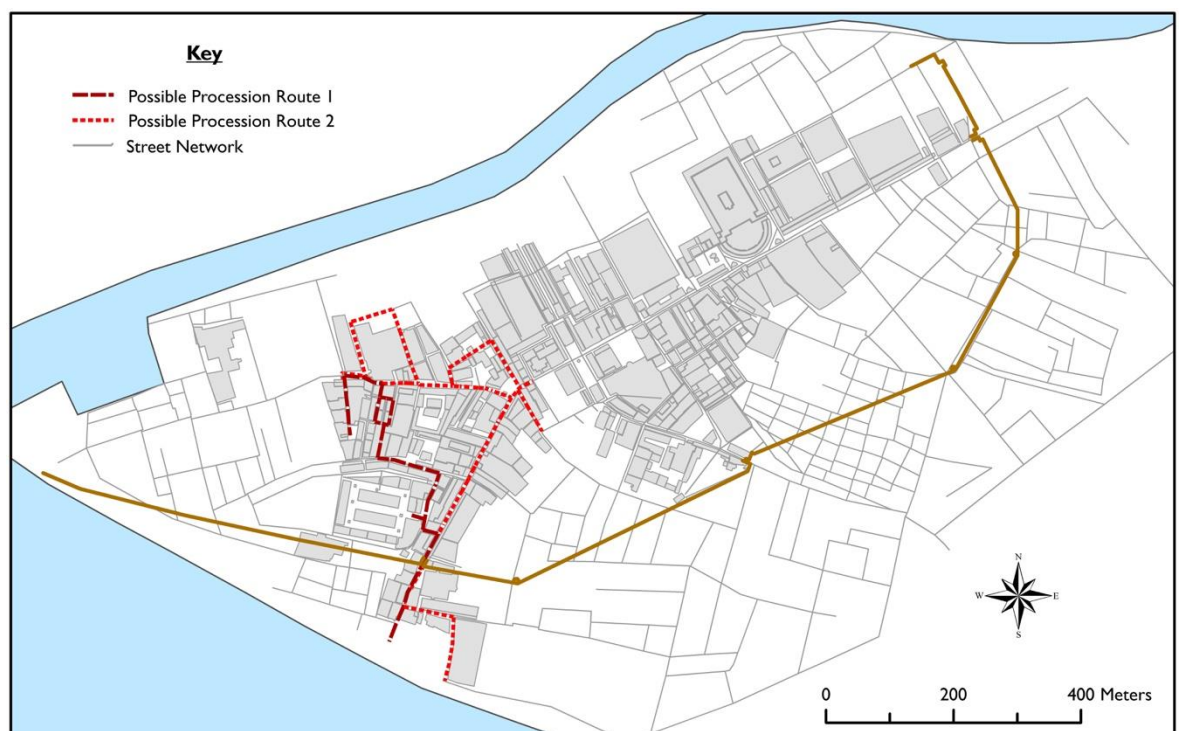 Key
Possible Procession Route 1
Possible Procession Route 2
Street Network
N
W E
S
0 200 400 Meters